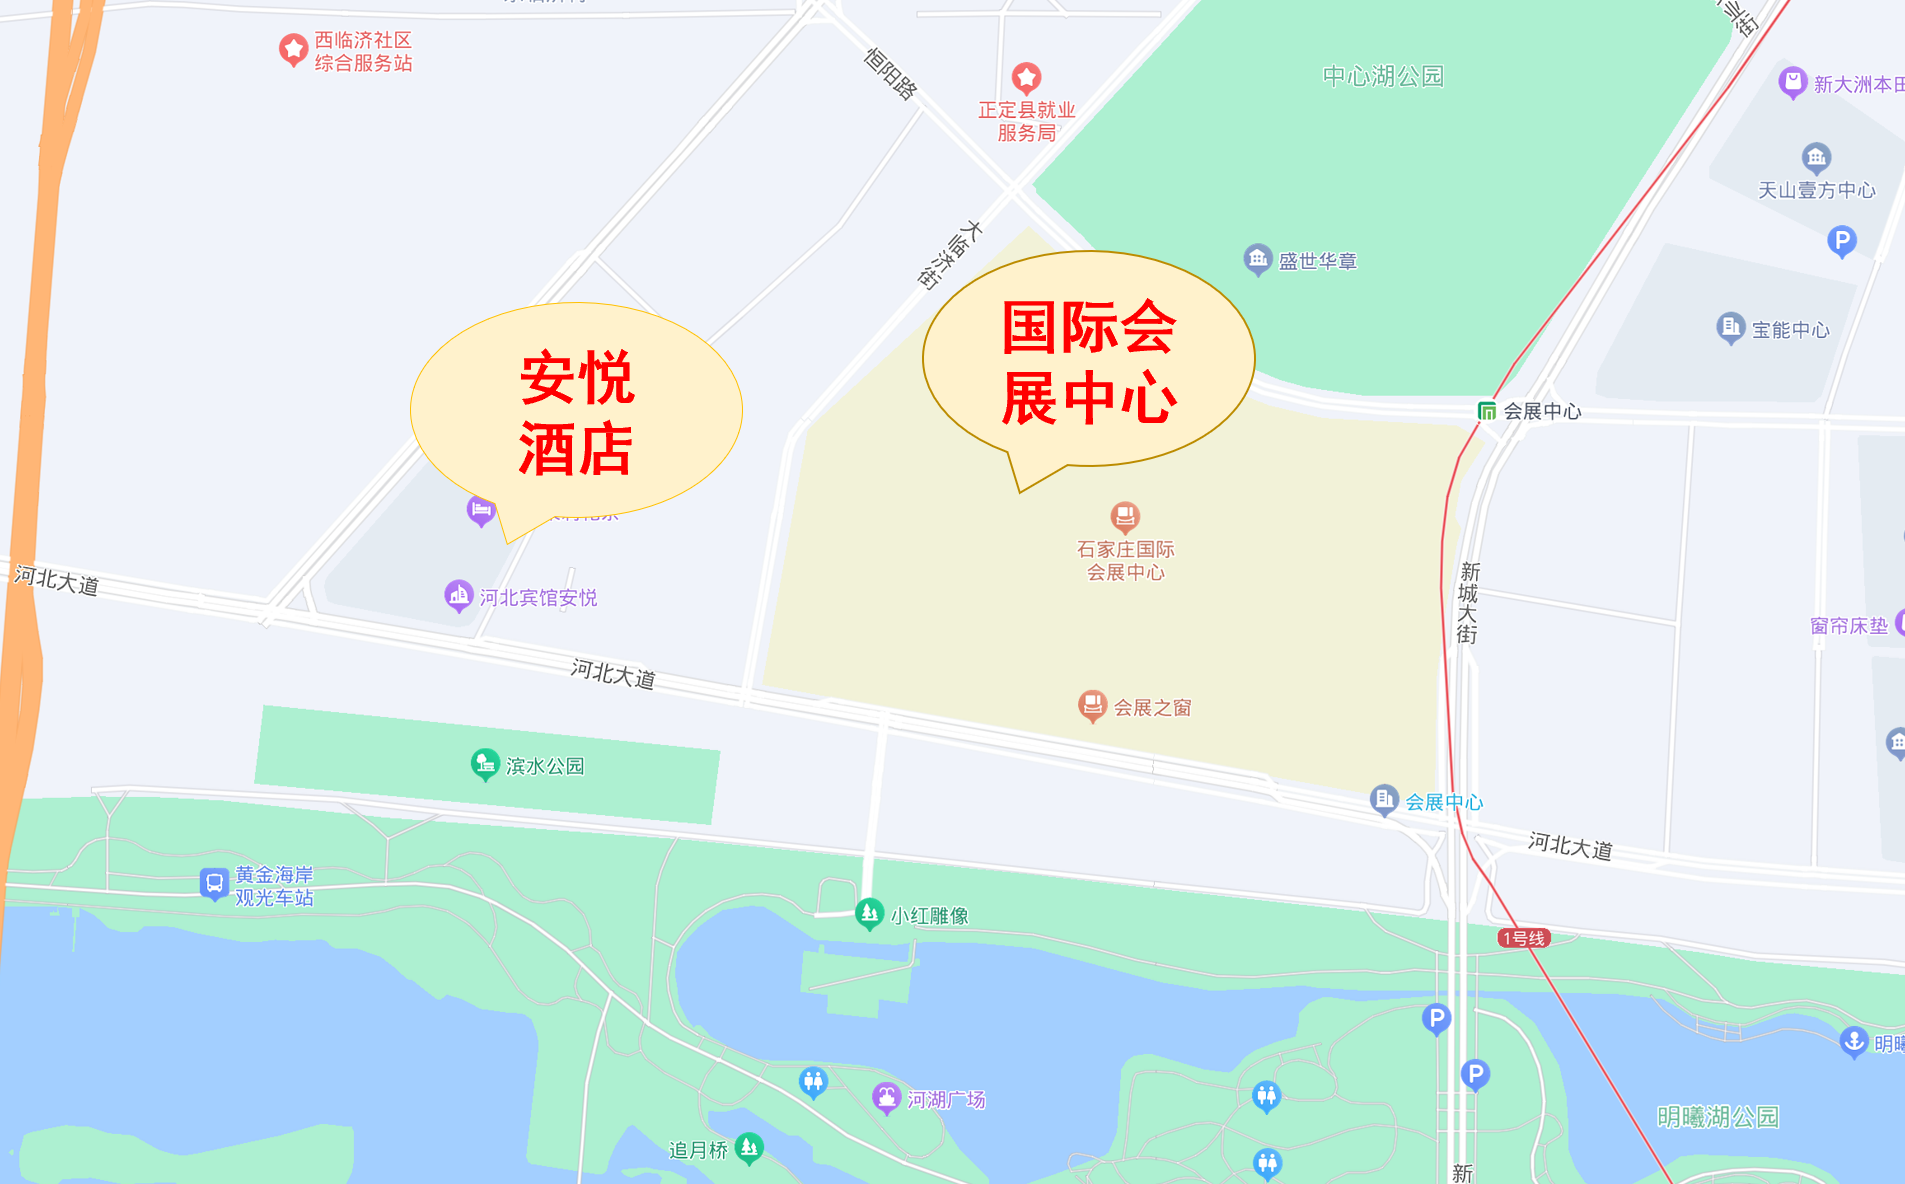 西临济社区
综合服务站
恒阳路
正定县就业
服务局
中心湖公园
业街
新大洲本田
天山壹方中心
P
大临济街
盛世华章
宝能中心
国际会
展中心
安悦
酒店
会展中心
石家庄国际
会展中心
河北大道
河北宾馆安悦
新城大街
窗帘床垫
河北大道
会展之窗
滨水公园
会展中心
河北大道
黄金海岸
观光车站
小红雕像
1号线
P
明曦
P
河湖广场
明曦湖公园
追月桥
新